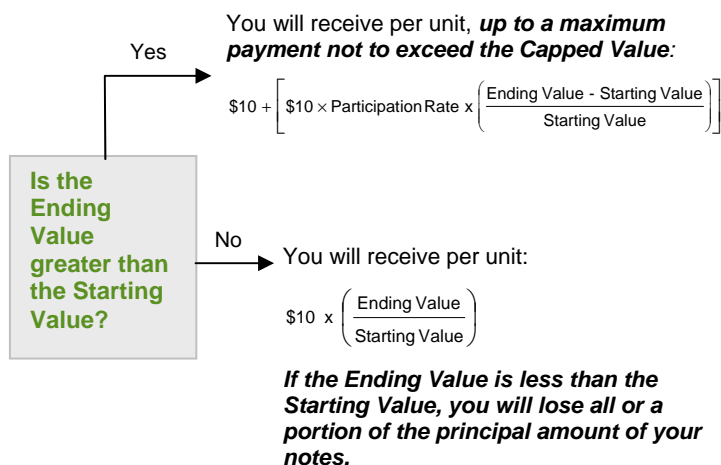 You will receive per unit, up to a maximum
payment not to exceed the Capped Value:
Yes
$10 + [$10 × Participation Rate x (Ending Value - Starting Value / Starting Value)]
Is the
Ending
Value
greater than
the Starting
Value?
No
You will receive per unit:
$10 x (Ending Value / Starting Value)
If the Ending Value is less than the
Starting Value, you will lose all or a
portion of the principal amount of your
notes.